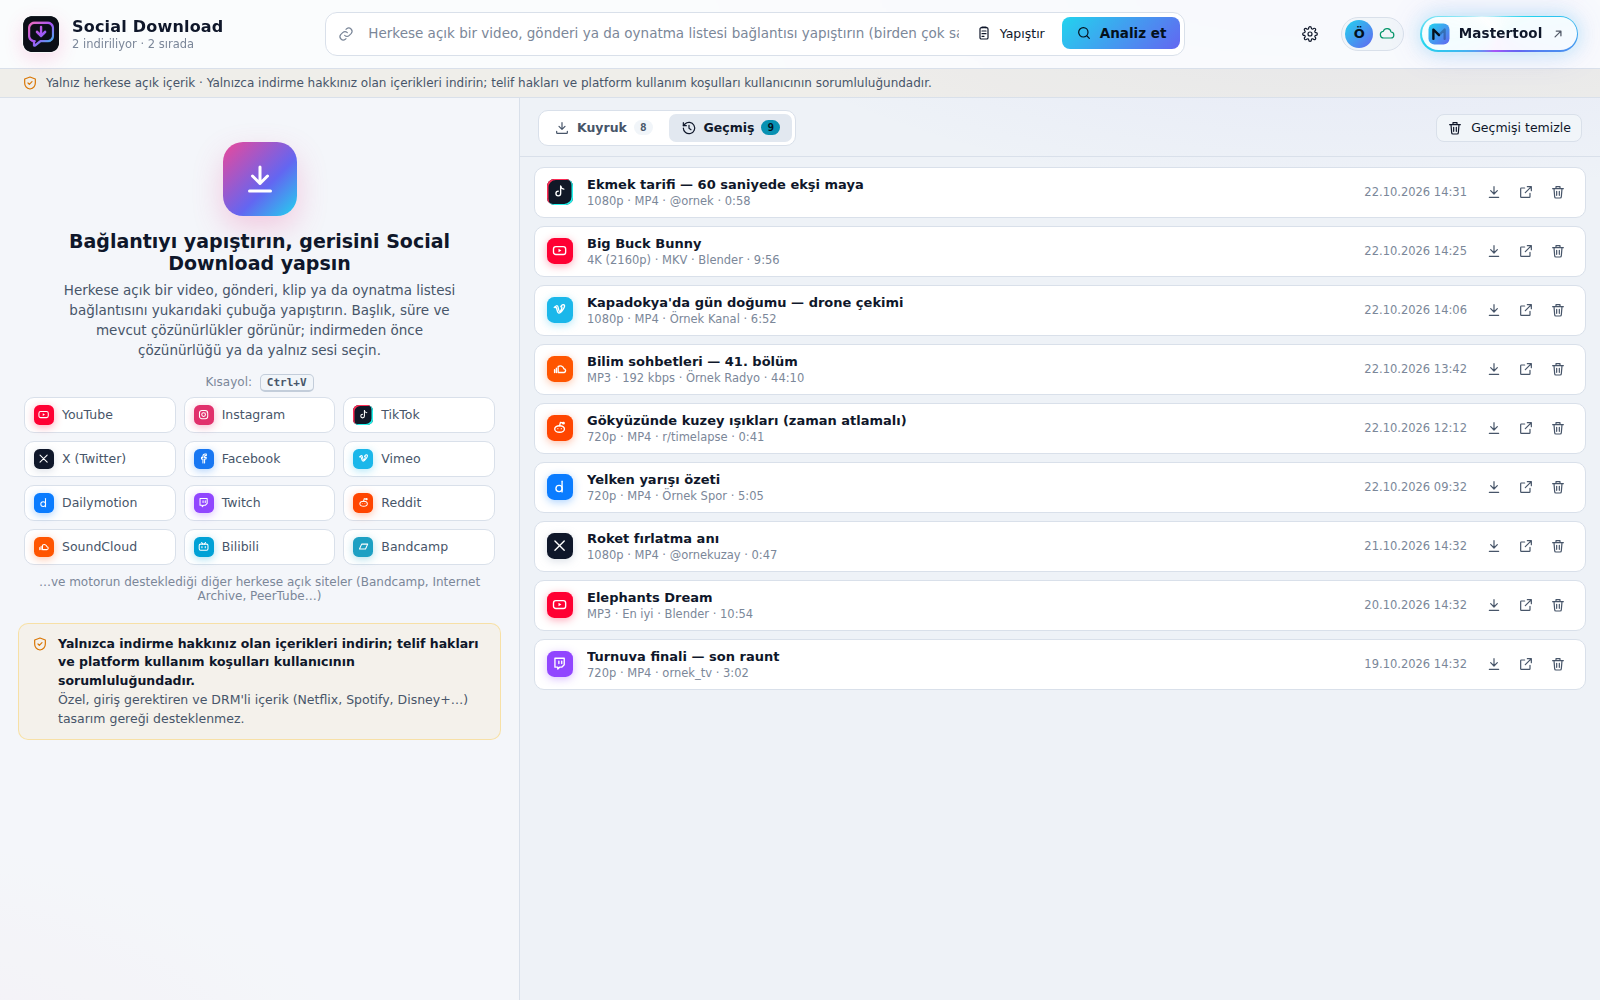 Social Download
2 indiriliyor · 2 sırada
Herkese açık bir video, gönderi ya da oynatma listesi bağlantısı yapıştırın (birden çok sa
Yapıştır
Analiz et
Ö
Mastertool
Yalnız herkese açık içerik · Yalnızca indirme hakkınız olan içerikleri indirin; telif hakları ve platform kullanım koşulları kullanıcının sorumluluğundadır.
Bağlantıyı yapıştırın, gerisini Social
Download yapsın
Herkese açık bir video, gönderi, klip ya da oynatma listesi
bağlantısını yukarıdaki çubuğa yapıştırın. Başlık, süre ve
mevcut çözünürlükler görünür; indirmeden önce
çözünürlüğü ya da yalnız sesi seçin.
Kısayol: Ctrl+V
YouTube
Instagram
TikTok
X (Twitter)
Facebook
Vimeo
Dailymotion
Twitch
Reddit
SoundCloud
Bilibili
Bandcamp
…ve motorun desteklediği diğer herkese açık siteler (Bandcamp, Internet
Archive, PeerTube…)
Yalnızca indirme hakkınız olan içerikleri indirin; telif hakları
ve platform kullanım koşulları kullanıcının
sorumluluğundadır.
Özel, giriş gerektiren ve DRM'li içerik (Netflix, Spotify, Disney+…)
tasarım gereği desteklenmez.
Kuyruk 8
Geçmiş 9
Geçmişi temizle
Ekmek tarifi — 60 saniyede ekşi maya
1080p · MP4 · @ornek · 0:58
22.10.2026 14:31
Big Buck Bunny
4K (2160p) · MKV · Blender · 9:56
22.10.2026 14:25
Kapadokya'da gün doğumu — drone çekimi
1080p · MP4 · Örnek Kanal · 6:52
22.10.2026 14:06
Bilim sohbetleri — 41. bölüm
MP3 · 192 kbps · Örnek Radyo · 44:10
22.10.2026 13:42
Gökyüzünde kuzey ışıkları (zaman atlamalı)
720p · MP4 · r/timelapse · 0:41
22.10.2026 12:12
Yelken yarışı özeti
720p · MP4 · Örnek Spor · 5:05
22.10.2026 09:32
Roket fırlatma anı
1080p · MP4 · @ornekuzay · 0:47
21.10.2026 14:32
Elephants Dream
MP3 · En iyi · Blender · 10:54
20.10.2026 14:32
Turnuva finali — son raunt
720p · MP4 · ornek_tv · 3:02
19.10.2026 14:32